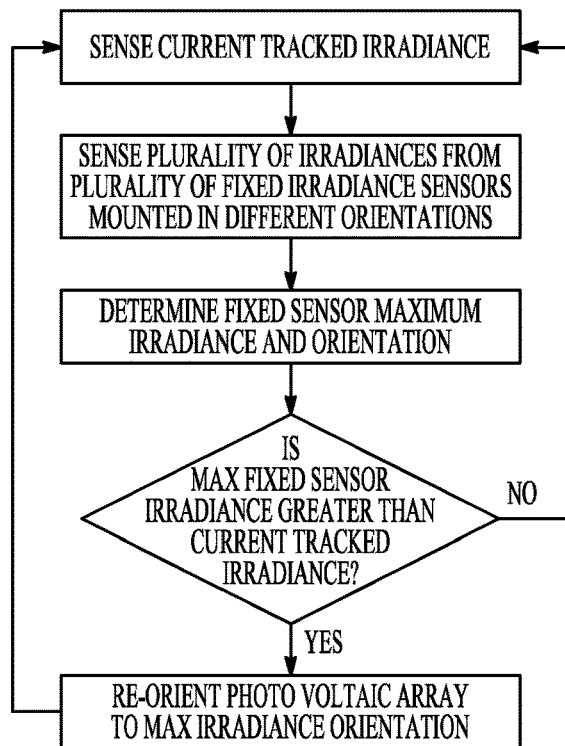 SENSE CURRENT TRACKED IRRADIANCE
SENSE PLURALITY OF IRRADIANCES FROM
PLURALITY OF FIXED IRRADIANCE SENSORS
MOUNTED IN DIFFERENT ORIENTATIONS
DETERMINE FIXED SENSOR MAXIMUM
IRRADIANCE AND ORIENTATION
IS
MAX FIXED SENSOR
IRRADIANCE GREATER THAN
CURRENT TRACKED
IRRADIANCE?
NO
YES
RE-ORIENT PHOTO VOLTAIC ARRAY
TO MAX IRRADIANCE ORIENTATION